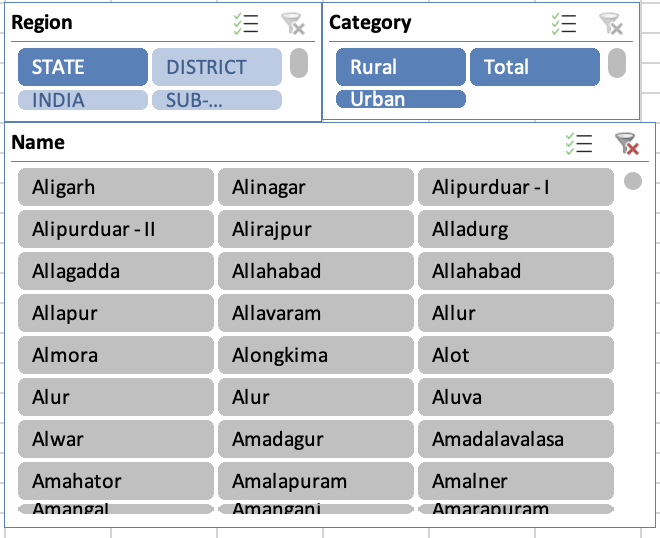 Region
STATE DISTRICT
INDIA SUB-...
Category
Rural Total
Urban
Name
Aligarh Alinagar Alipurduar - I
Alipurduar - II Alirajpur Alladurg
Allagadda Allahabad Allahabad
Allapur Allavaram Allur
Almora Alongkima Alot
Alur Alur Aluva
Alwar Amadagur Amadalavalasa
Amahator Amalapuram Amalner
Amangal Amanganj Amarapuram